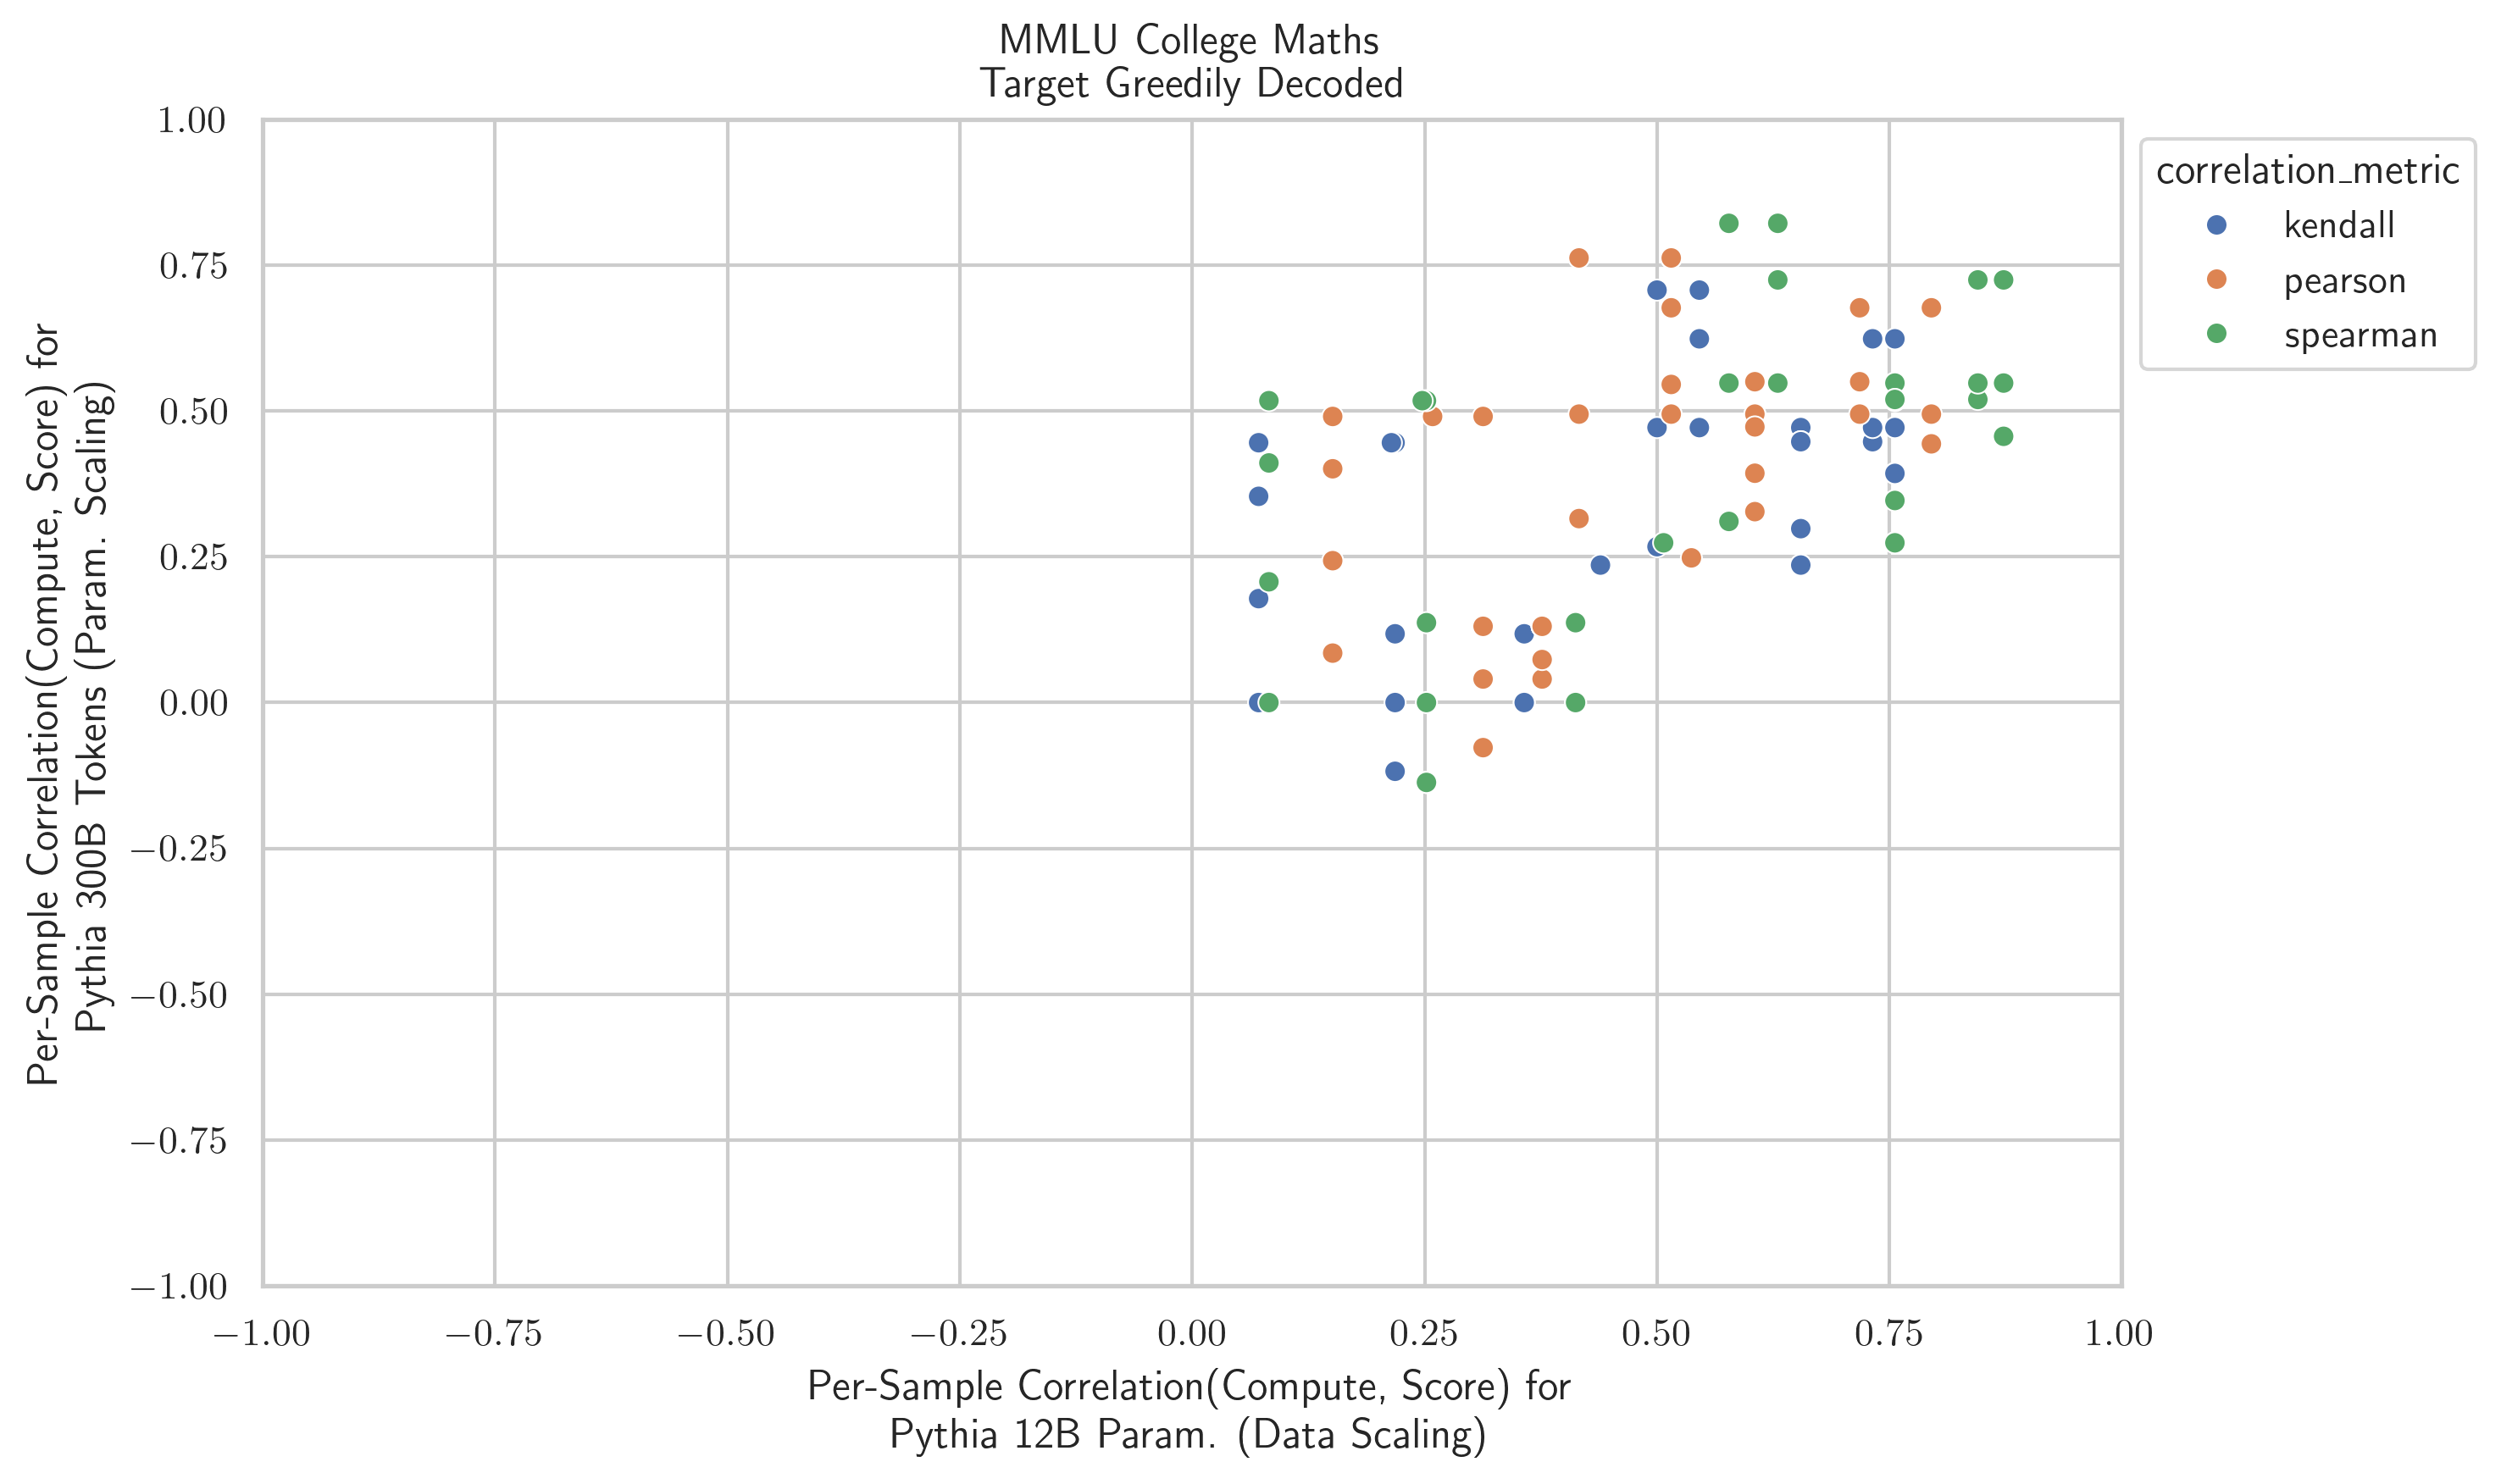 MMLU College Maths
Target Greedily Decoded
Per-Sample Correlation(Compute, Score) for
Pythia 300B Tokens (Param. Scaling)
1.00
0.75
0.50
0.25
0.00
−0.25
−0.50
−0.75
−1.00
−1.00 −0.75 −0.50 −0.25 0.00 0.25 0.50 0.75 1.00
Per-Sample Correlation(Compute, Score) for
Pythia 12B Param. (Data Scaling)
correlation_metric
kendall
pearson
spearman